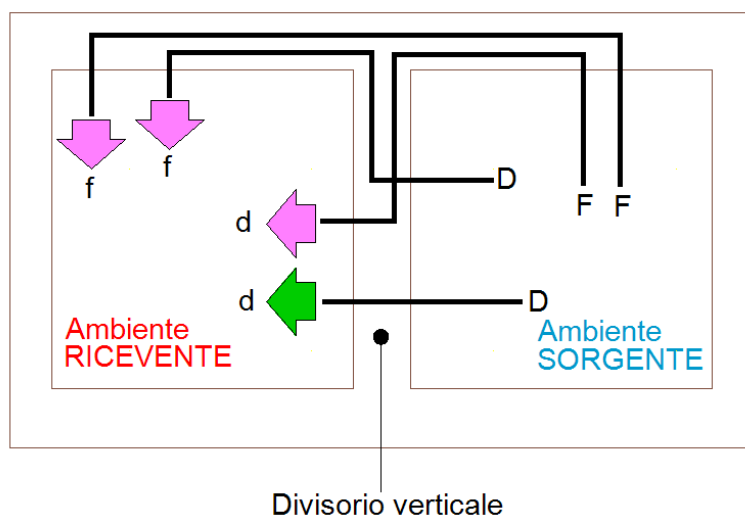 f
f
D
F F
d
d
D
Ambiente
RICEVENTE
Ambiente
SORGENTE
Divisorio verticale